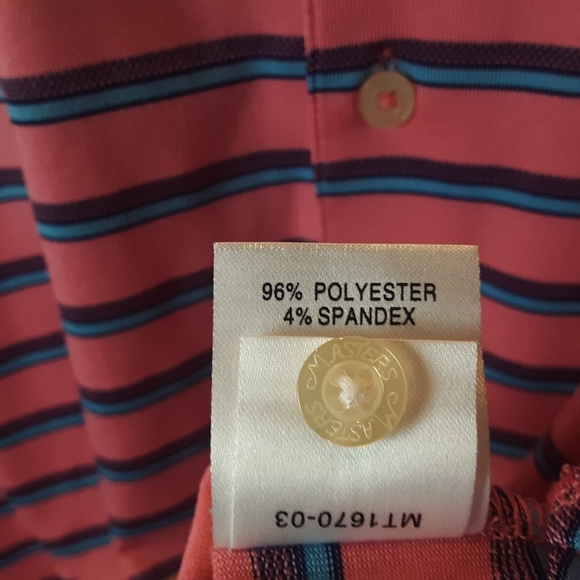 96% POLYESTER
4% SPANDEX
MASTERS MASTERS
MT1670-03